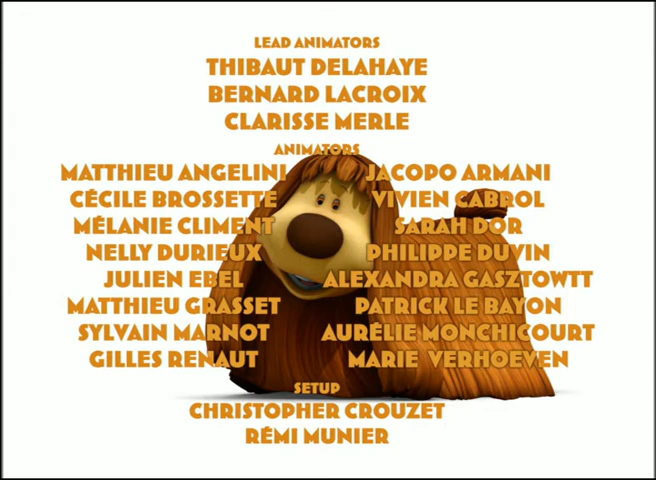 LEAD ANIMATORS
THIBAUT DELAHAYE
BERNARD LACROIX
CLARISSE MERLE
ANIMATORS
MATTHIEU ANGELINI JACOPO ARMANI
CÉCILE BROSSETTE VIVIEN CABROL
MÉLANIE CLIMENT SARAH DOR
NELLY DURIEUX PHILIPPE DUVIN
JULIEN EBEL ALEXANDRA GASZTOWTT
MATTHIEU GRASSET PATRICK LE BAYON
SYLVAIN MARNOT AURÉLIE MONCHICOURT
GILLES RENAUT MARIE VERHOEVEN
SETUP
CHRISTOPHER CROUZET
RÉMI MUNIER